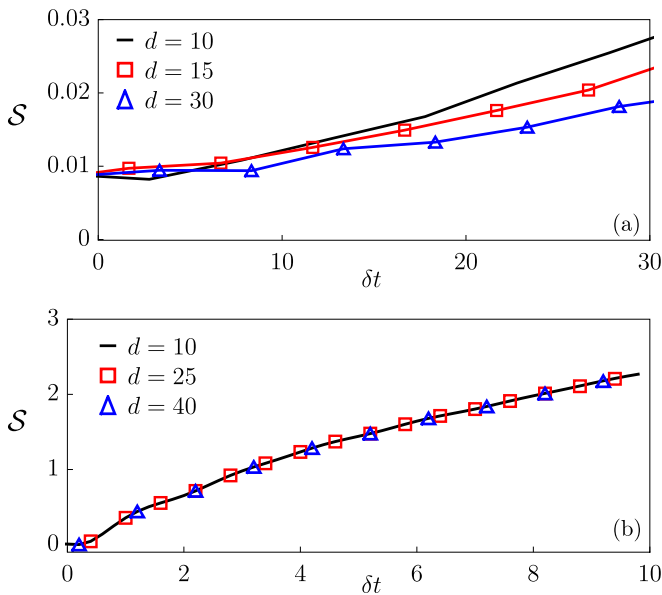 0.03
d = 10
d = 15
0.02
d = 30
𝒮
0.01
(a)
0
0 10 20 30
δt
3
d = 10
d = 25
2
d = 40
𝒮
1
(b)
0
0 2 4 6 8 10
δt